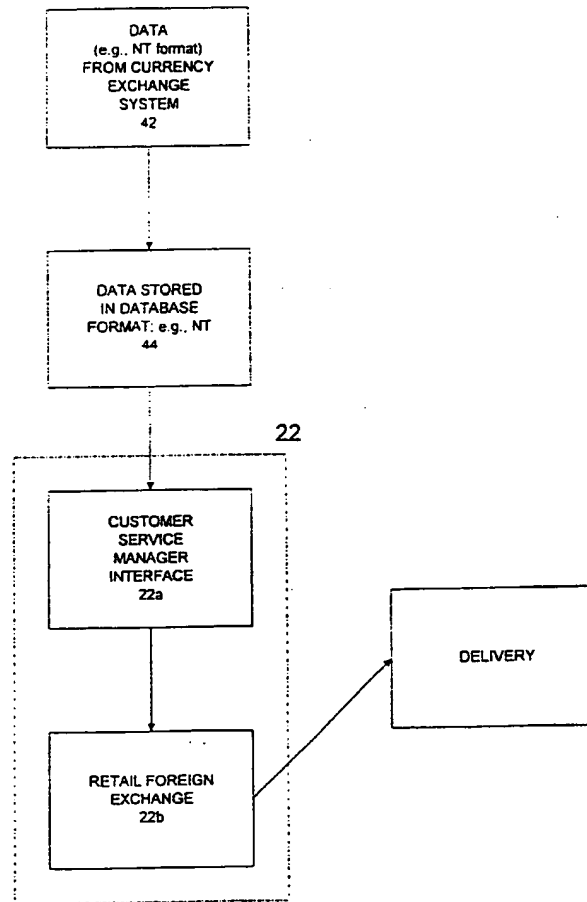 DATA
(e.g., NT format)
FROM CURRENCY
EXCHANGE
SYSTEM
42
DATA STORED
IN DATABASE
FORMAT: e.g., NT
44
22
CUSTOMER
SERVICE
MANAGER
INTERFACE
22a
DELIVERY
RETAIL FOREIGN
EXCHANGE
22b